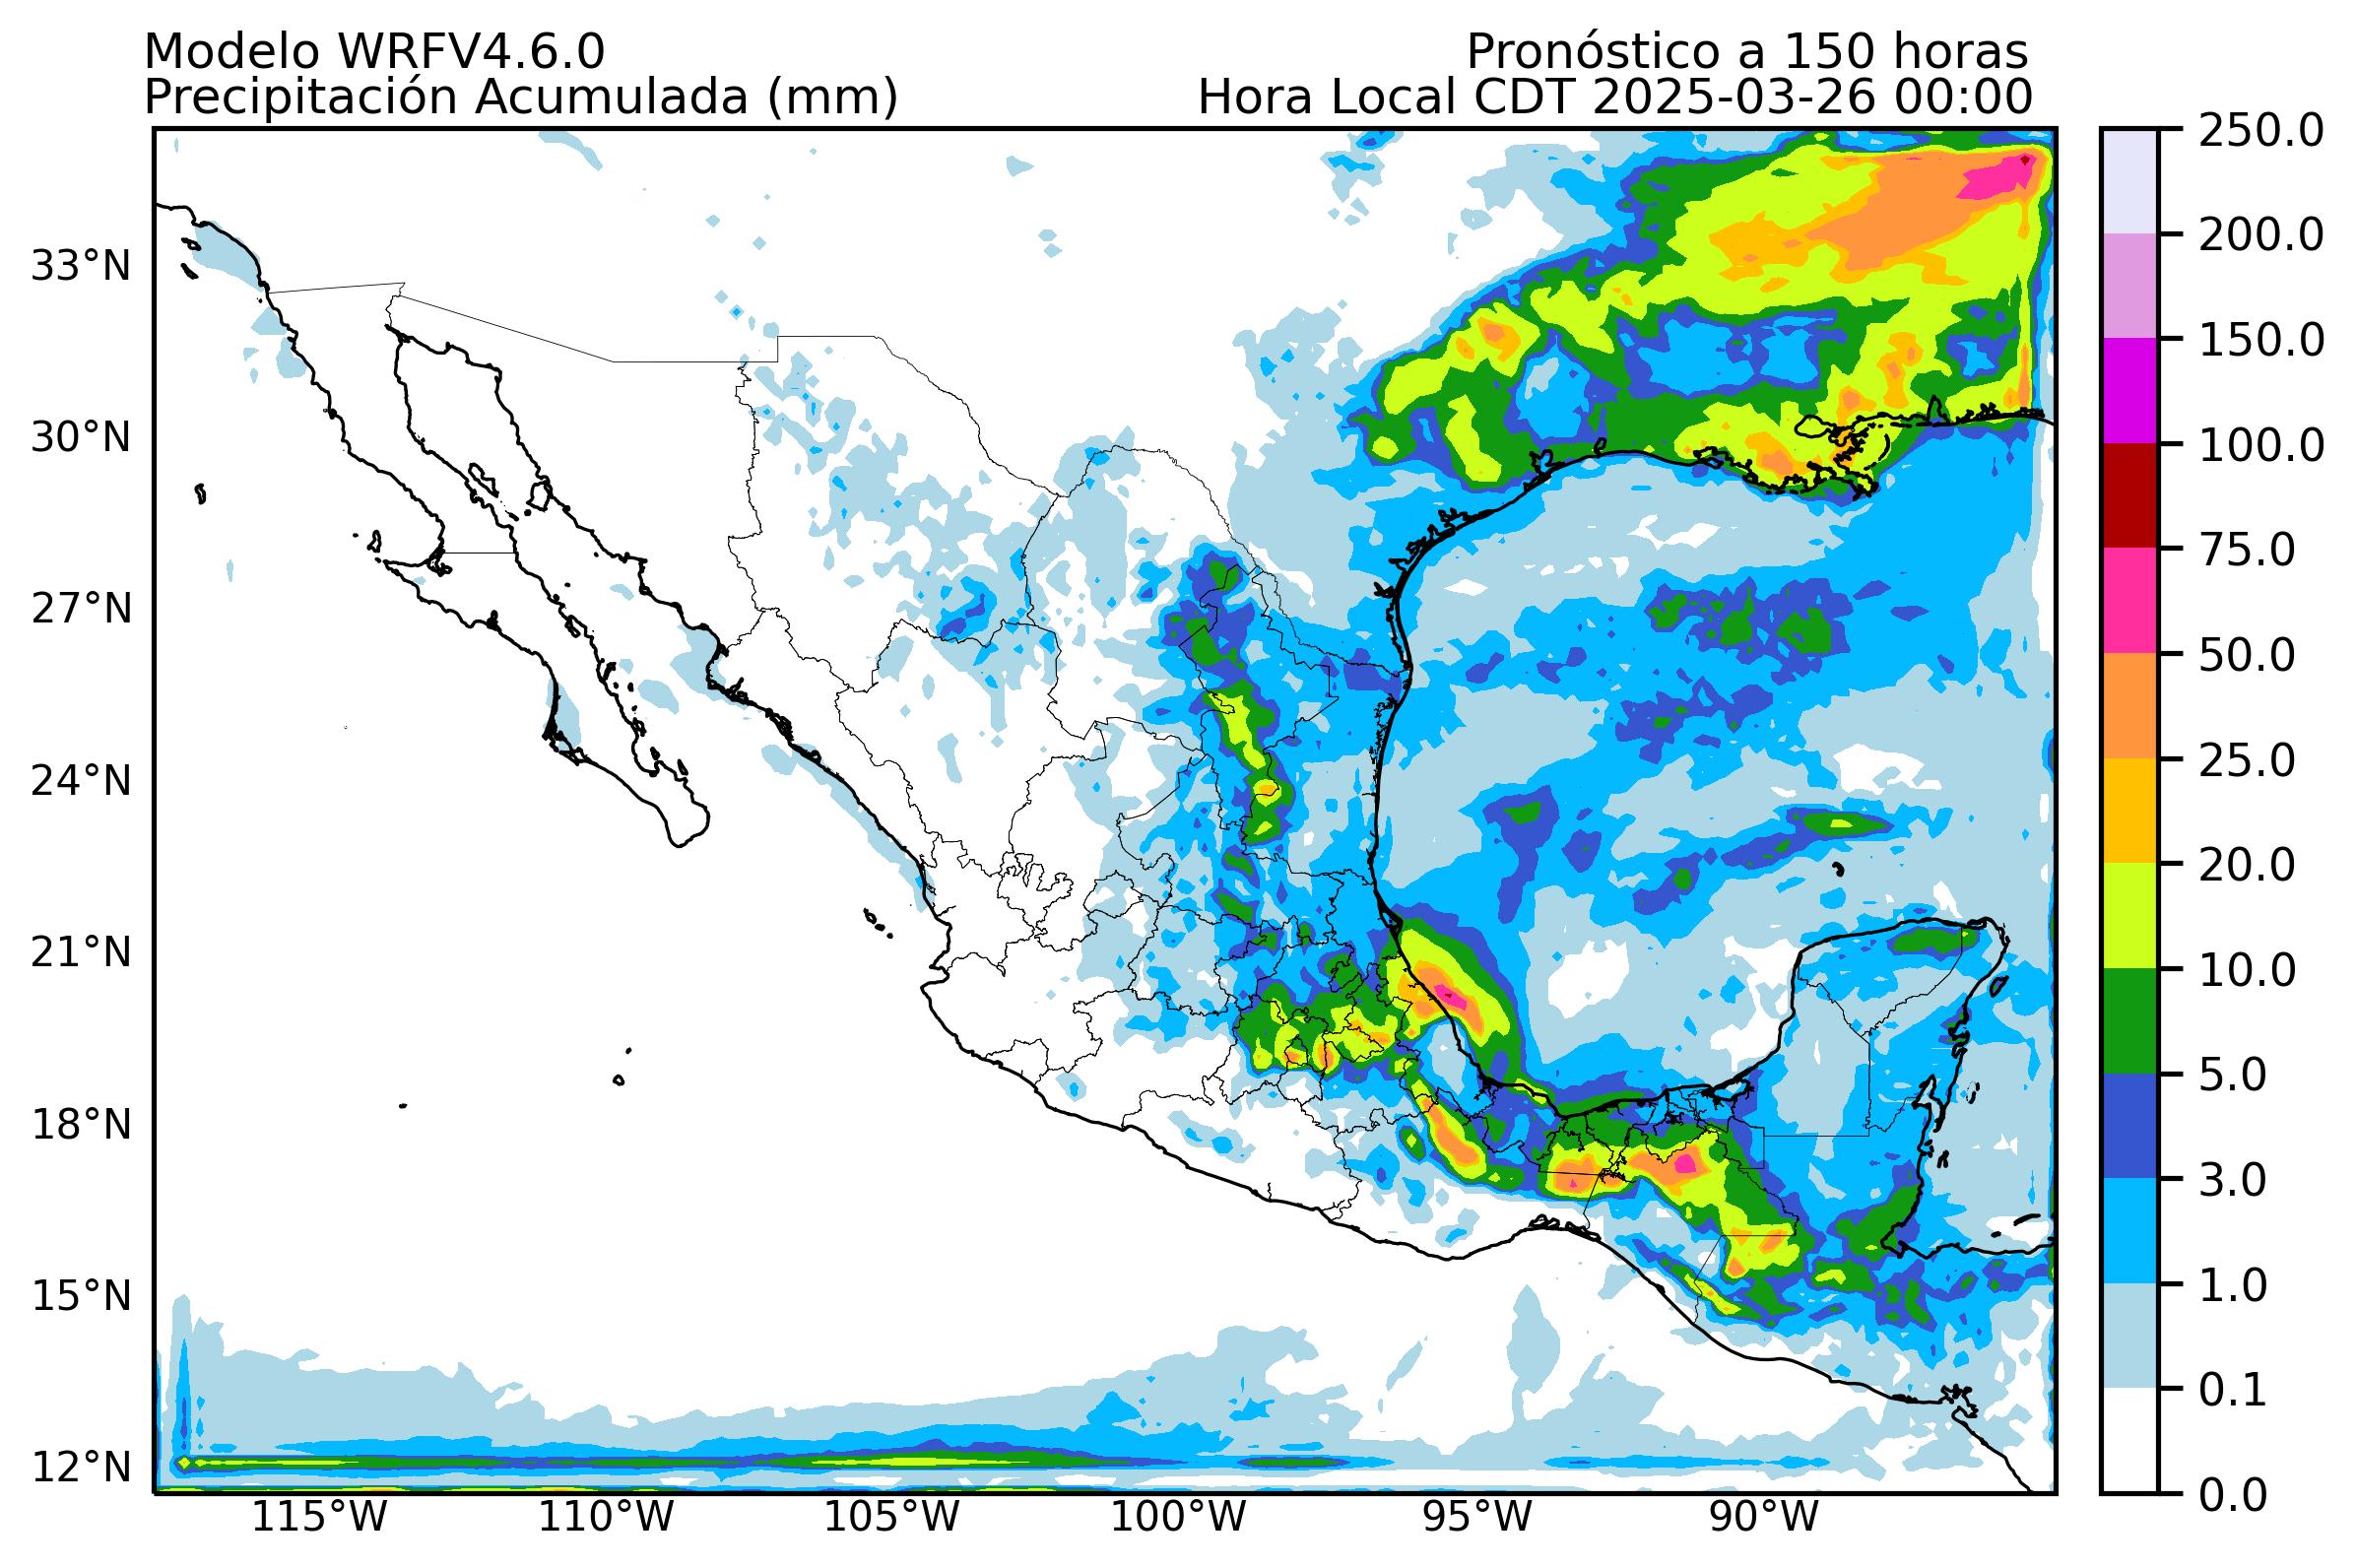 Modelo WRFV4.6.0
Pronóstico a 150 horas
Precipitación Acumulada (mm)
Hora Local CDT 2025-03-26 00:00
33°N
30°N
27°N
24°N
21°N
18°N
15°N
12°N
115°W
110°W
105°W
100°W
95°W
90°W
250.0
200.0
150.0
100.0
75.0
50.0
25.0
20.0
10.0
5.0
3.0
1.0
0.1
0.0